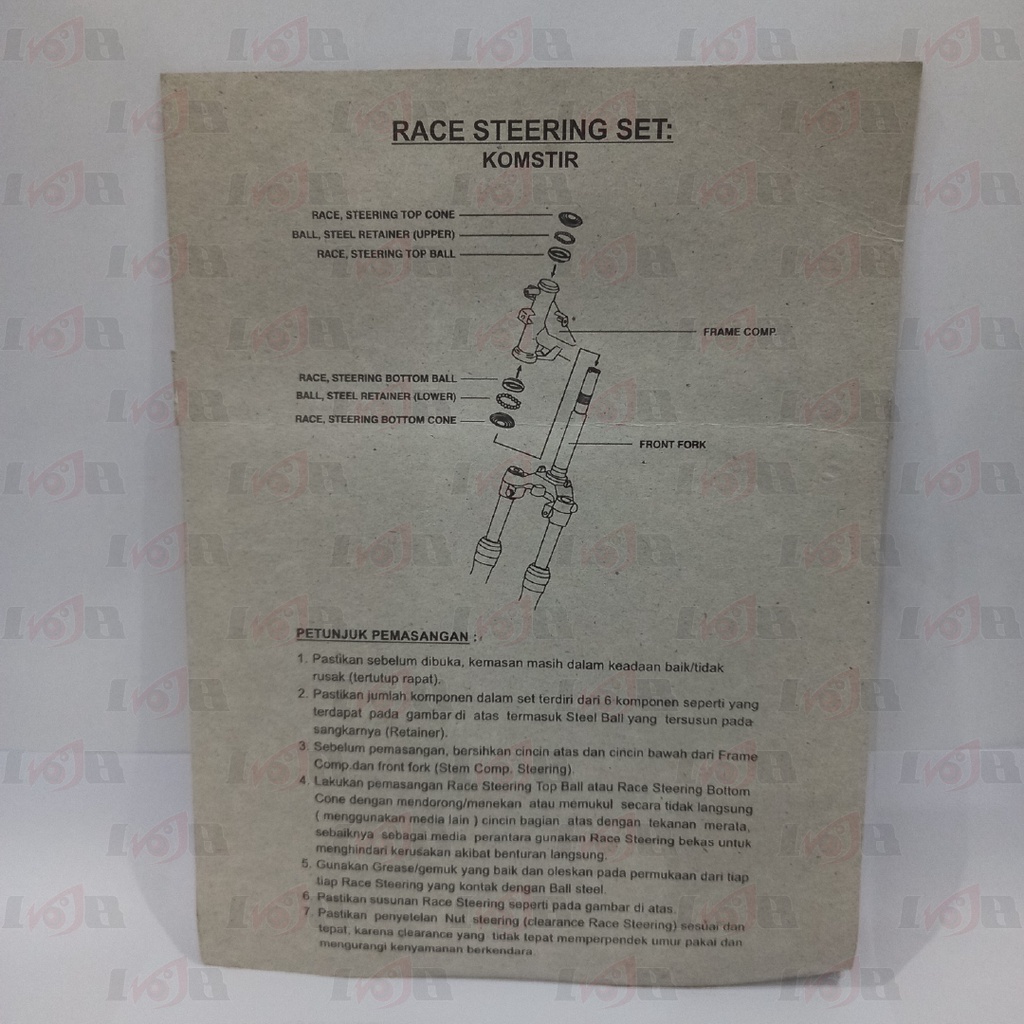 RACE STEERING SET:
KOMSTIR
RACE, STEERING TOP CONE
BALL, STEEL RETAINER (UPPER)
RACE, STEERING TOP BALL
FRAME COMP.
RACE, STEERING BOTTOM BALL
BALL, STEEL RETAINER (LOWER)
RACE, STEERING BOTTOM CONE
FRONT FORK
PETUNJUK PEMASANGAN :
1. Pastikan sebelum dibuka, kemasan masih dalam keadaan baik/tidak
rusak (tertutup rapat).
2. Pastikan jumlah komponen dalam set terdiri dari 6 komponen seperti yang
terdapat pada gambar di atas termasuk Steel Ball yang tersusun pada
sangkarnya (Retainer).
3. Sebelum pemasangan, bersihkan cincin atas dan cincin bawah dari Frame
Comp.dan front fork (Stem Comp. Steering).
4. Lakukan pemasangan Race Steering Top Ball atau Race Steering Bottom
Cone dengan mendorong/menekan atau memukul secara tidak langsung
( menggunakan media lain ) cincin bagian atas dengan tekanan merata,
sebaiknya sebagai media perantara gunakan Race Steering bekas untuk
menghindari kerusakan akibat benturan langsung.
5. Gunakan Grease/gemuk yang baik dan oleskan pada permukaan dari tiap
tiap Race Steering yang kontak dengan Ball steel.
6. Pastikan susunan Race Steering seperti pada gambar di atas.
7. Pastikan penyetelan Nut steering (clearance Race Steering) sesuai dan
tepat, karena clearance yang tidak tepat memperpendek umur pakai dan
mengurangi kenyamanan berkendara.